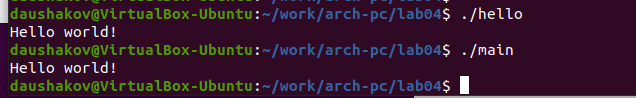 daushakov@VirtualBox-Ubuntu:~/work/arch-pc/lab04$ ./hello
Hello world!
daushakov@VirtualBox-Ubuntu:~/work/arch-pc/lab04$ ./main
Hello world!
daushakov@VirtualBox-Ubuntu:~/work/arch-pc/lab04$